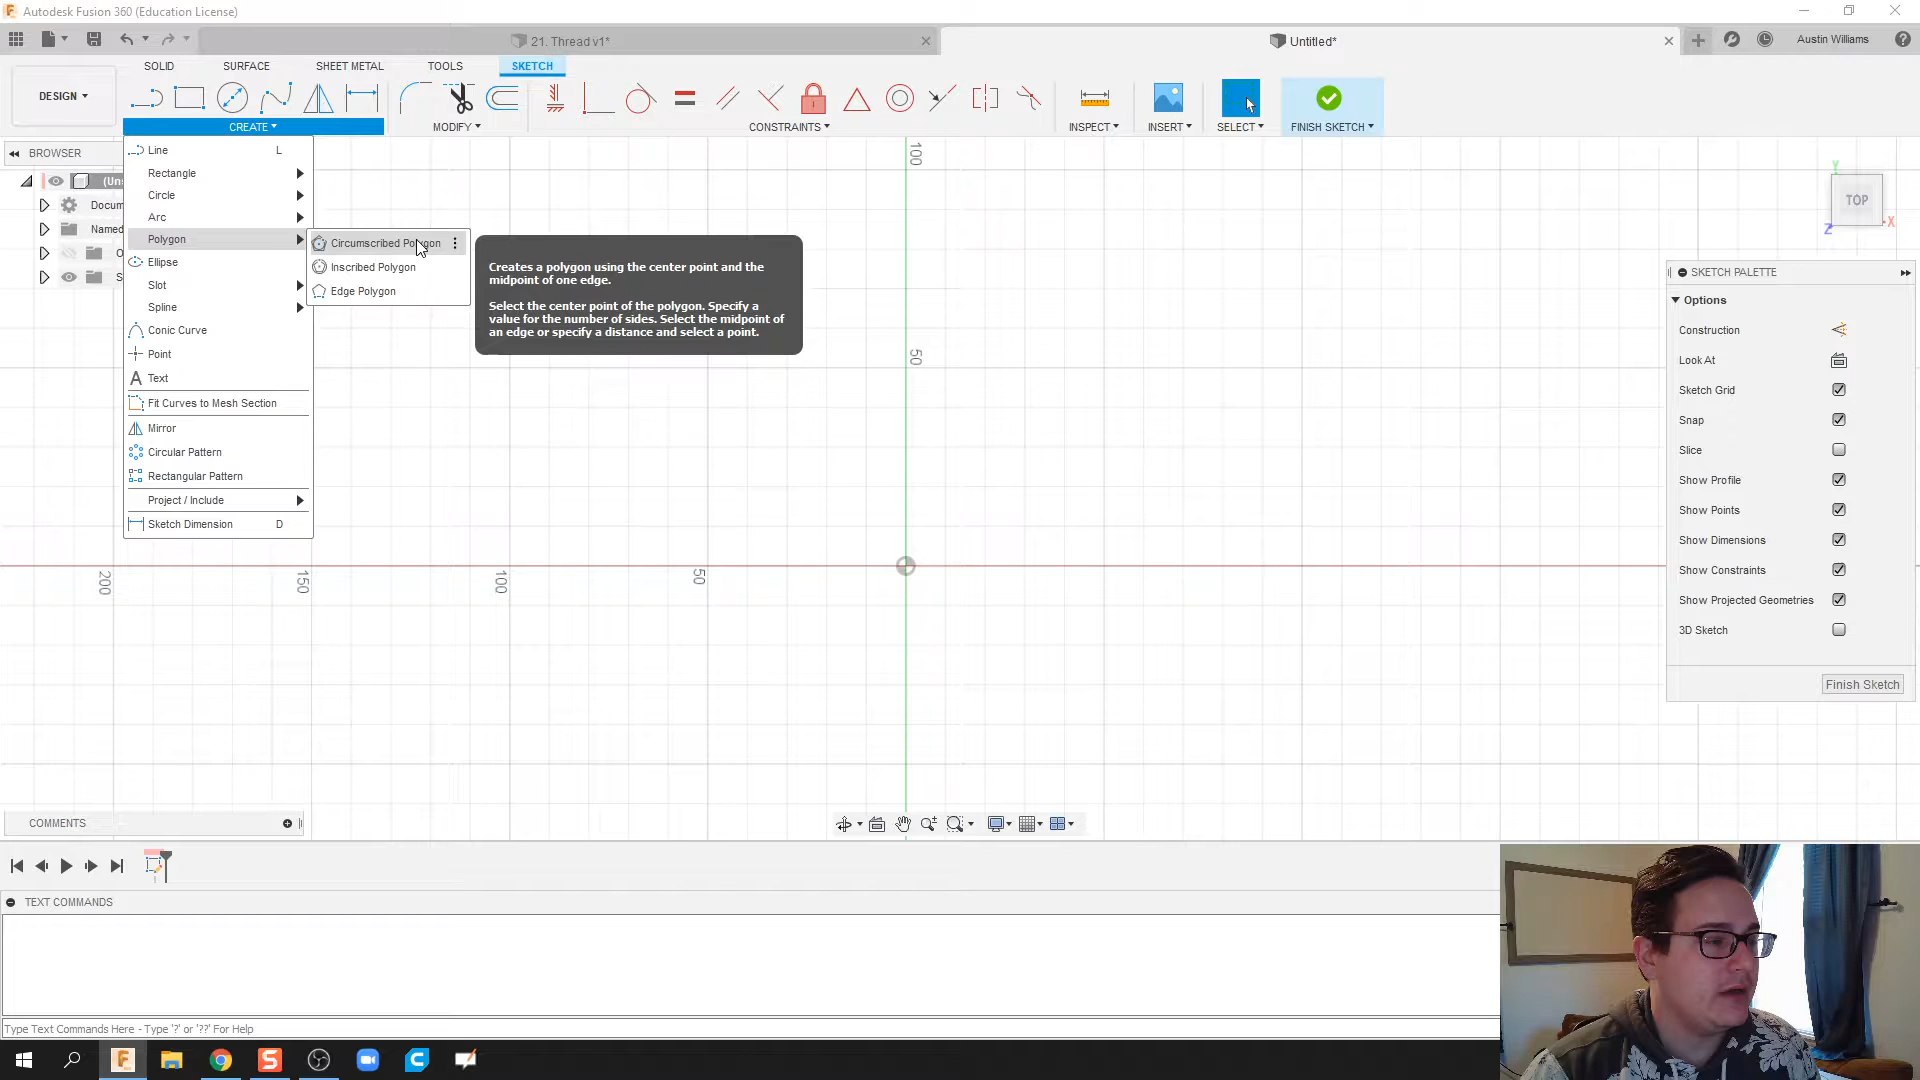 Autodesk Fusion 360 (Education License)
21. Thread v1*
Untitled*
Austin Williams
SOLID
SURFACE
SHEET METAL
TOOLS
SKETCH
DESIGN
CREATE
MODIFY
CONSTRAINTS
INSPECT
INSERT
SELECT
FINISH SKETCH
BROWSER
(Uns
Docum
Named
O
S
Line L
Rectangle
Circle
Arc
Polygon
Ellipse
Slot
Spline
Conic Curve
Point
Text
Fit Curves to Mesh Section
Mirror
Circular Pattern
Rectangular Pattern
Project / Include
Sketch Dimension D
Circumscribed Polygon
Inscribed Polygon
Edge Polygon
Creates a polygon using the center point and the
midpoint of one edge.
Select the center point of the polygon. Specify a
value for the number of sides. Select the midpoint of
an edge or specify a distance and select a point.
100
50
200
150
100
50
Y
TOP
X
Z
SKETCH PALETTE
Options
Construction
Look At
Sketch Grid
Snap
Slice
Show Profile
Show Points
Show Dimensions
Show Constraints
Show Projected Geometries
3D Sketch
Finish Sketch
COMMENTS
TEXT COMMANDS
Type Text Commands Here - Type '?' or '??' For Help